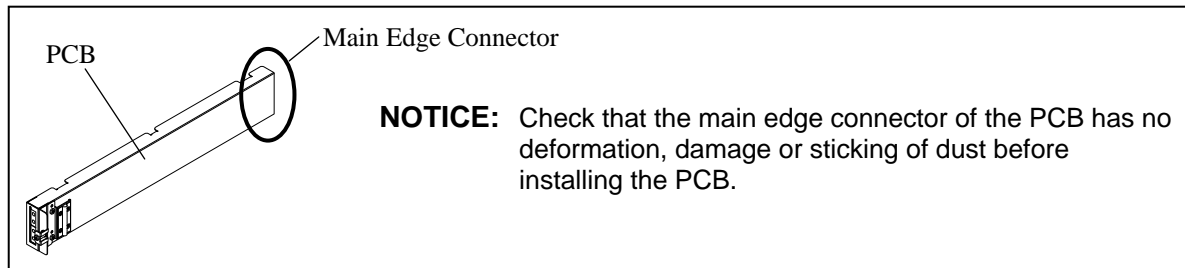 Main Edge Connector
PCB
NOTICE: Check that the main edge connector of the PCB has no
deformation, damage or sticking of dust before
installing the PCB.